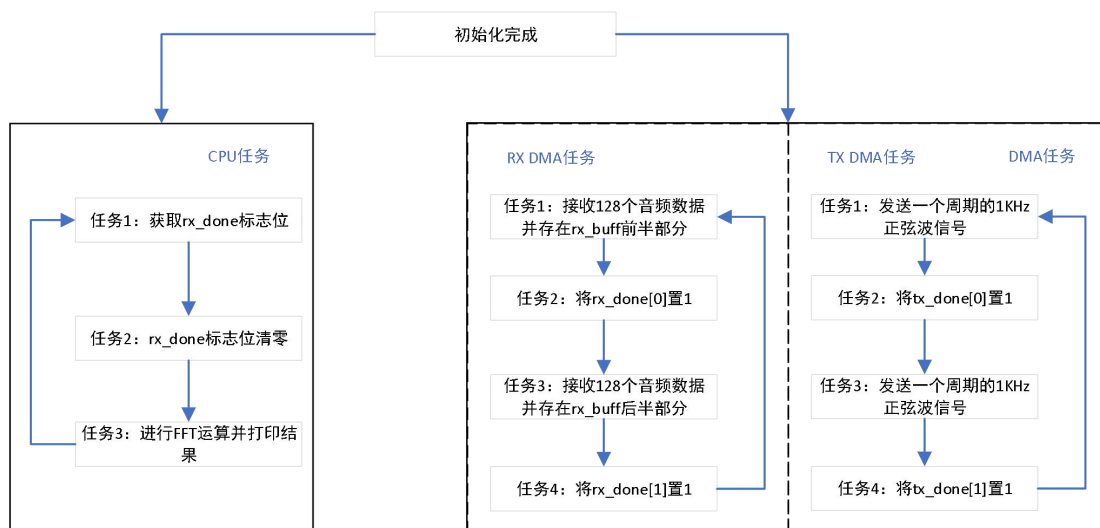 初始化完成
CPU任务
任务1：获取rx_done标志位
任务2：rx_done标志位清零
任务3：进行FFT运算并打印结
果
RX DMA任务
任务1：接收128个音频数据
并存在rx_buff前半部分
任务2：将rx_done[0]置1
任务3：接收128个音频数据
并存在rx_buff后半部分
任务4：将rx_done[1]置1
TX DMA任务
DMA任务
任务1：发送一个周期的1KHz
正弦波信号
任务2：将tx_done[0]置1
任务3：发送一个周期的1KHz
正弦波信号
任务4：将tx_done[1]置1